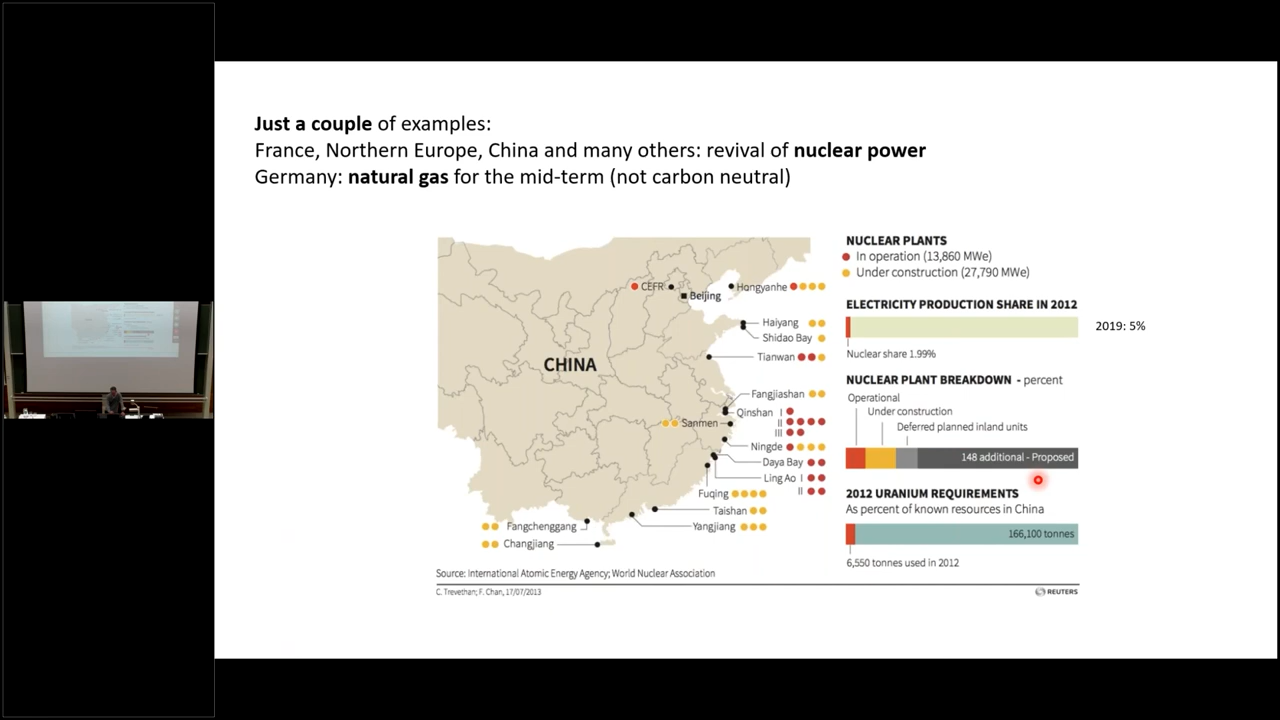 Just a couple of examples:
France, Northern Europe, China and many others: revival of nuclear power
Germany: natural gas for the mid-term (not carbon neutral)
CEFR
Beijing
Hongyanhe
Haiyang
Shidao Bay
Tianwan
CHINA
Fangjiashan
Qinshan I
II
III
Sanmen
Ningde
Daya Bay
Ling Ao I
II
Fuqing
Taishan
Yangjiang
Fangchenggang
Changjiang
NUCLEAR PLANTS
In operation (13,860 MWe)
Under construction (27,790 MWe)
ELECTRICITY PRODUCTION SHARE IN 2012
2019: 5%
Nuclear share 1.99%
NUCLEAR PLANT BREAKDOWN - percent
Operational
Under construction
Deferred planned inland units
148 additional - Proposed
2012 URANIUM REQUIREMENTS
As percent of known resources in China
166,100 tonnes
6,550 tonnes used in 2012
Source: International Atomic Energy Agency; World Nuclear Association
C. Trevethan; F. Chan, 17/07/2013
REUTERS